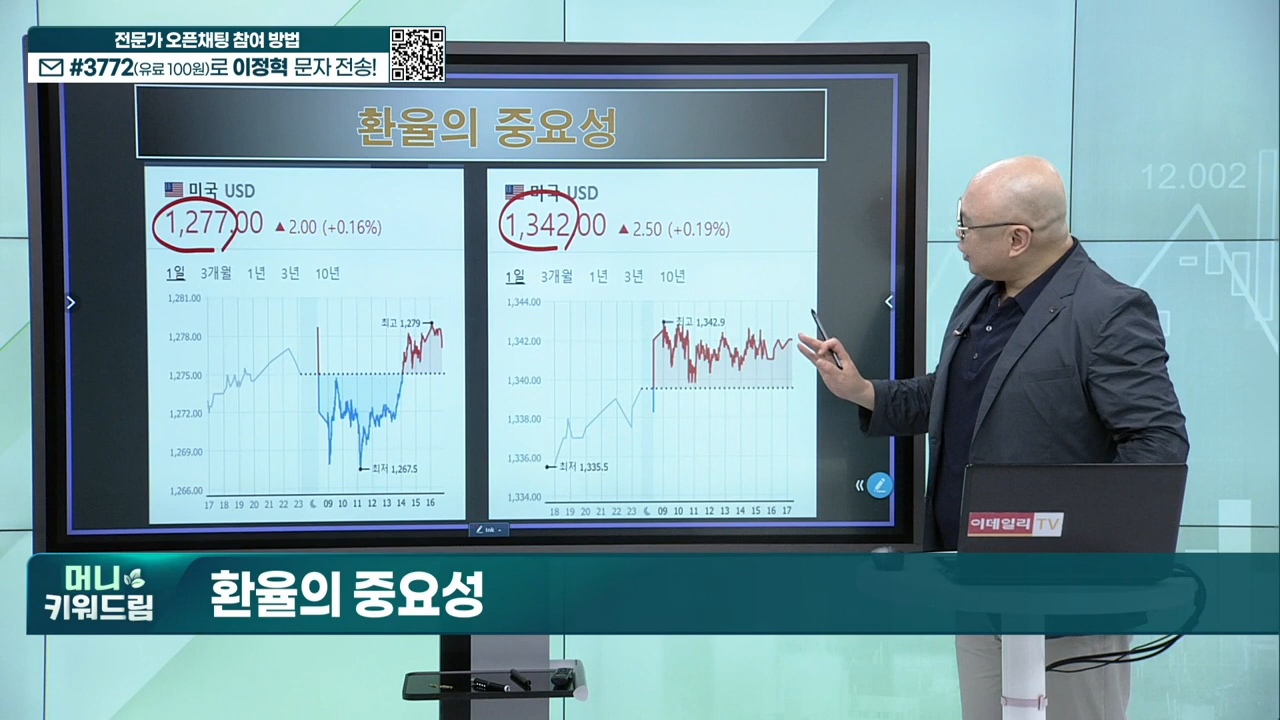 전문가 오픈채팅 참여 방법
#3772(유료 100원)로 이정혁 문자 전송!
환율의 중요성
미국 USD
1,277.00 ▲2.00 (+0.16%)
1일 3개월 1년 3년 10년
1,281.00
최고 1,279
1,278.00
1,275.00
1,272.00
1,269.00
최저 1,267.5
1,266.00
17 18 19 20 21 22 23 09 10 11 12 13 14 15 16
미국 USD
1,342.00 ▲2.50 (+0.19%)
1일 3개월 1년 3년 10년
1,344.00
최고 1,342.9
1,342.00
1,340.00
1,338.00
1,336.00
최저 1,335.5
1,334.00
18 19 20 21 22 23 09 10 11 12 13 14 15 16 17
Ink
12.002
이데일리TV
머니
키워드림
환율의 중요성